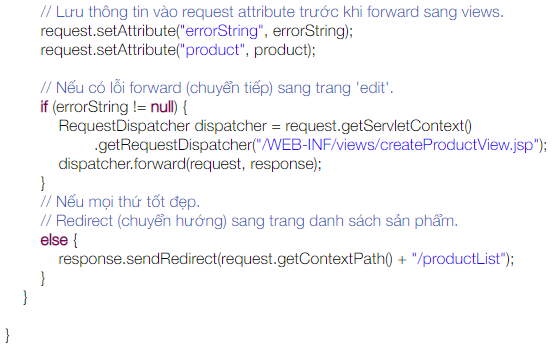 // Lưu thông tin vào request attribute trước khi forward sang views.
request.setAttribute("errorString", errorString);
request.setAttribute("product", product);
// Nếu có lỗi forward (chuyển tiếp) sang trang 'edit'.
if (errorString != null) {
RequestDispatcher dispatcher = request.getServletContext()
.getRequestDispatcher("/WEB-INF/views/createProductView.jsp");
dispatcher.forward(request, response);
}
// Nếu mọi thứ tốt đẹp.
// Redirect (chuyển hướng) sang trang danh sách sản phẩm.
else {
response.sendRedirect(request.getContextPath() + "/productList");
}
}
}